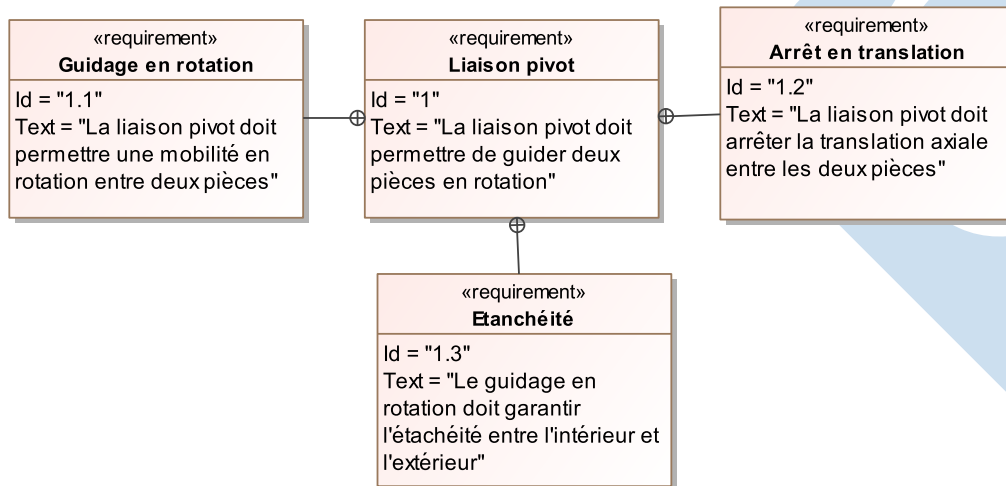 «requirement»
Guidage en rotation
Id = "1.1"
Text = "La liaison pivot doit
permettre une mobilité en
rotation entre deux pièces"
«requirement»
Liaison pivot
Id = "1"
Text = "La liaison pivot doit
permettre de guider deux
pièces en rotation"
«requirement»
Arrêt en translation
Id = "1.2"
Text = "La liaison pivot doit
arrêter la translation axiale
entre les deux pièces"
«requirement»
Etanchéité
Id = "1.3"
Text = "Le guidage en
rotation doit garantir
l'étachéité entre l'intérieur et
l'extérieur"